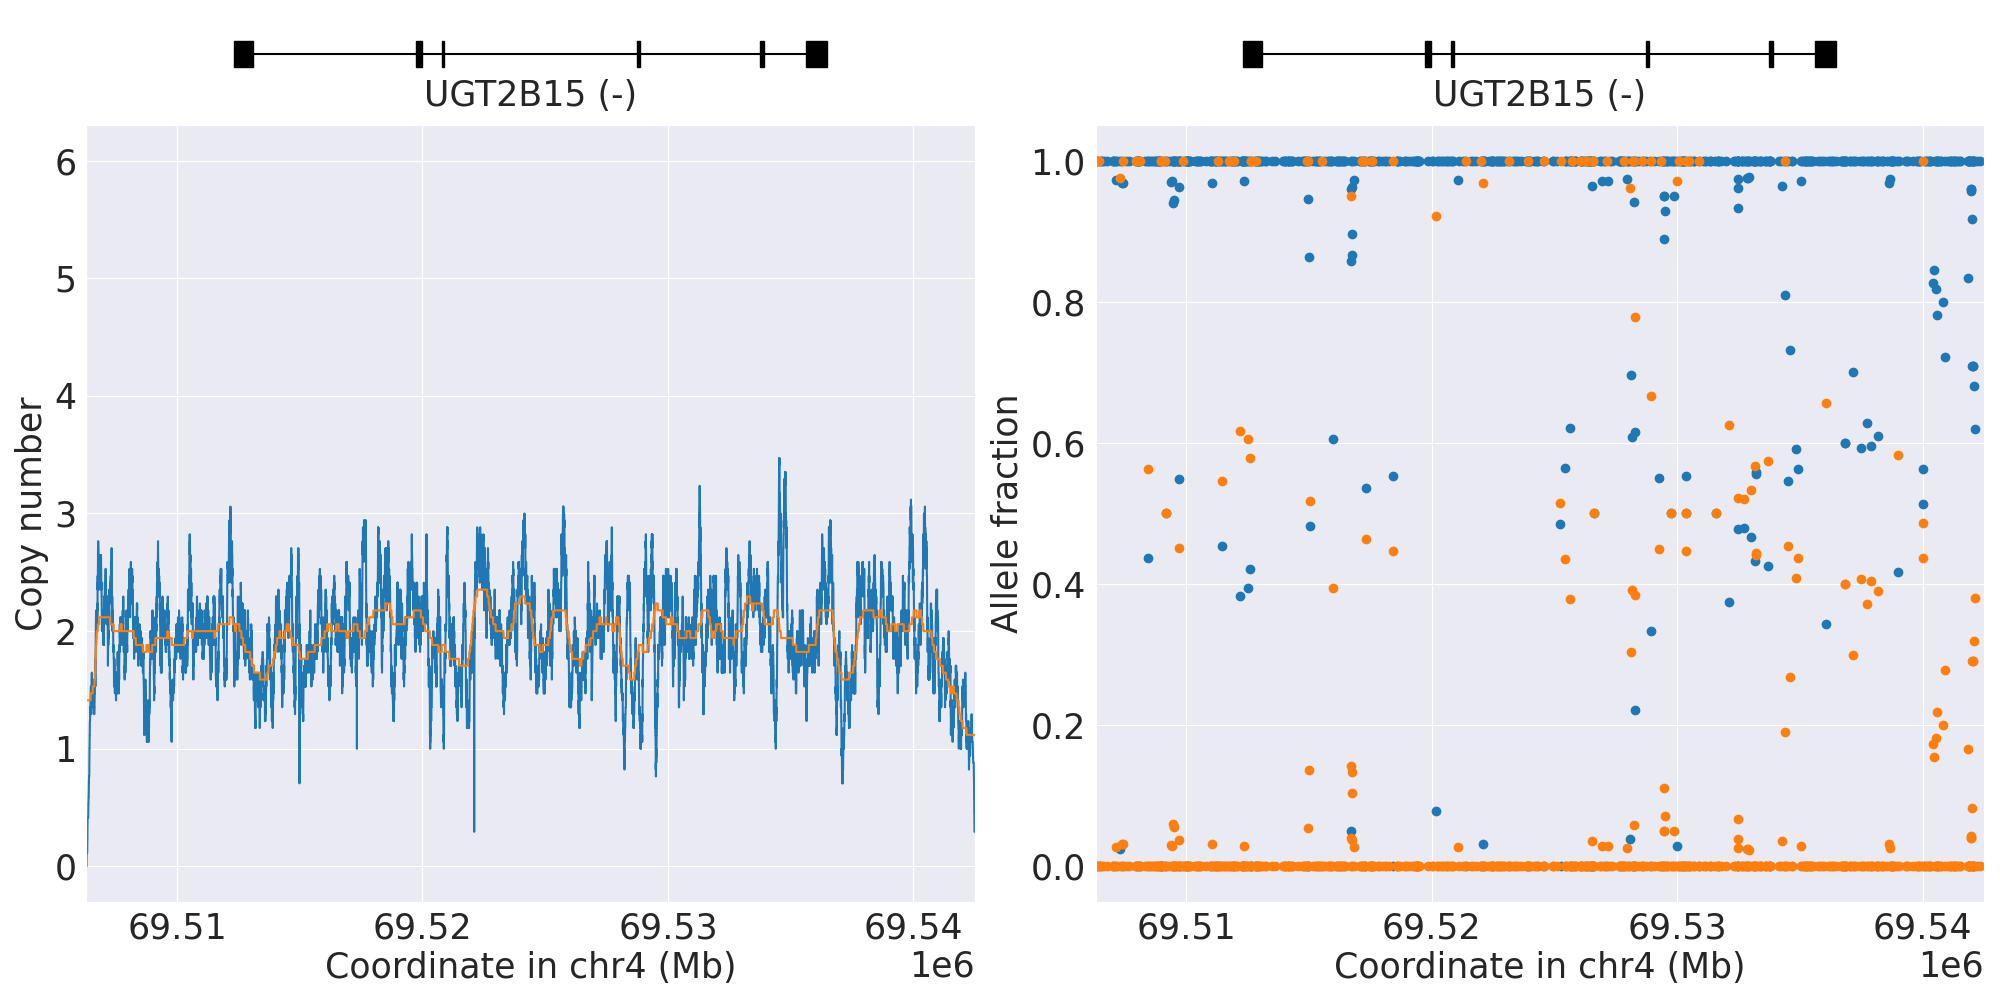 UGT2B15 (-)
6
5
4
3
2
1
0
Copy number
69.51 69.52 69.53 69.54
Coordinate in chr4 (Mb) 1e6
UGT2B15 (-)
1.0
0.8
0.6
0.4
0.2
0.0
Allele fraction
69.51 69.52 69.53 69.54
Coordinate in chr4 (Mb) 1e6